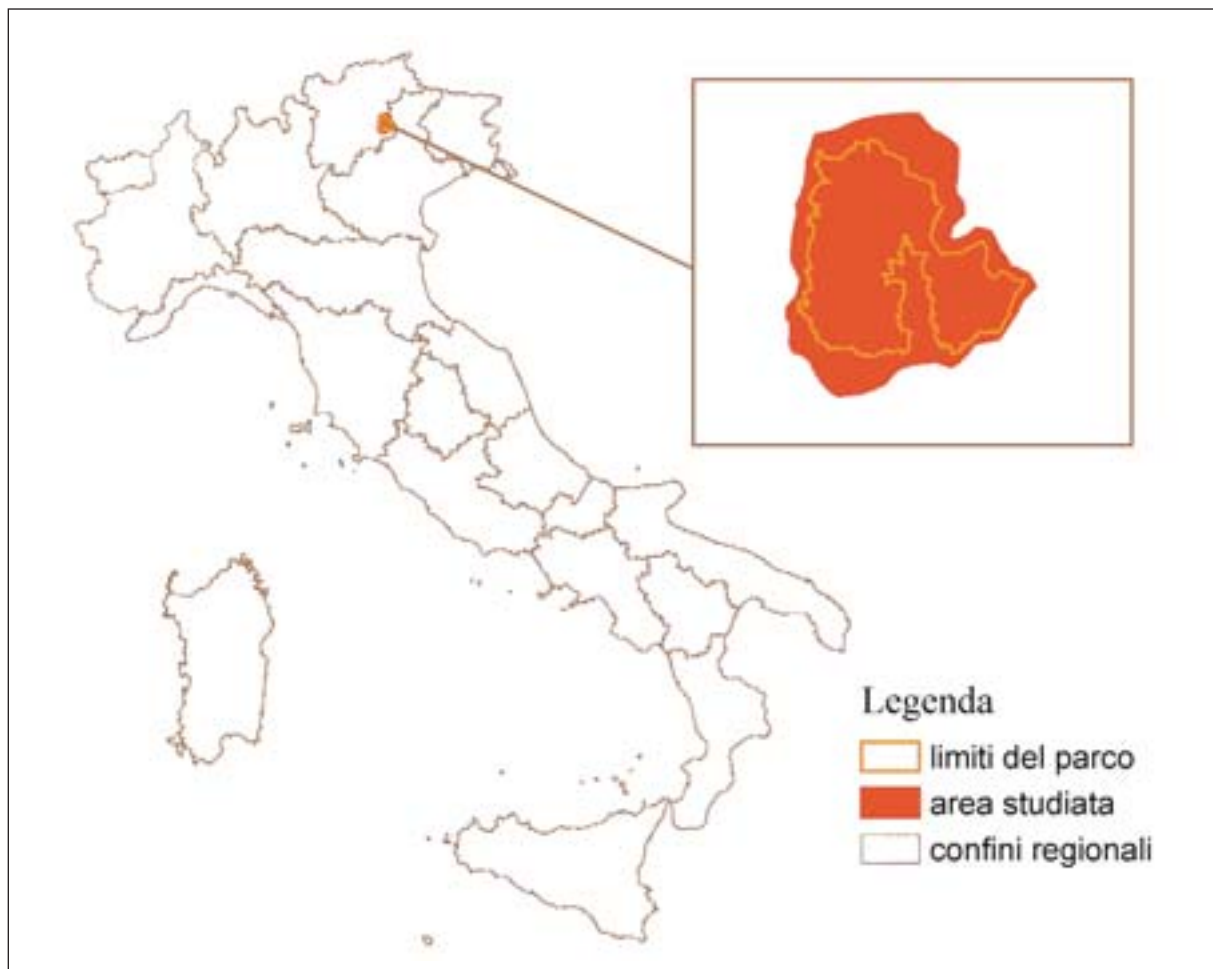 Legenda
limiti del parco
area studiata
confini regionali